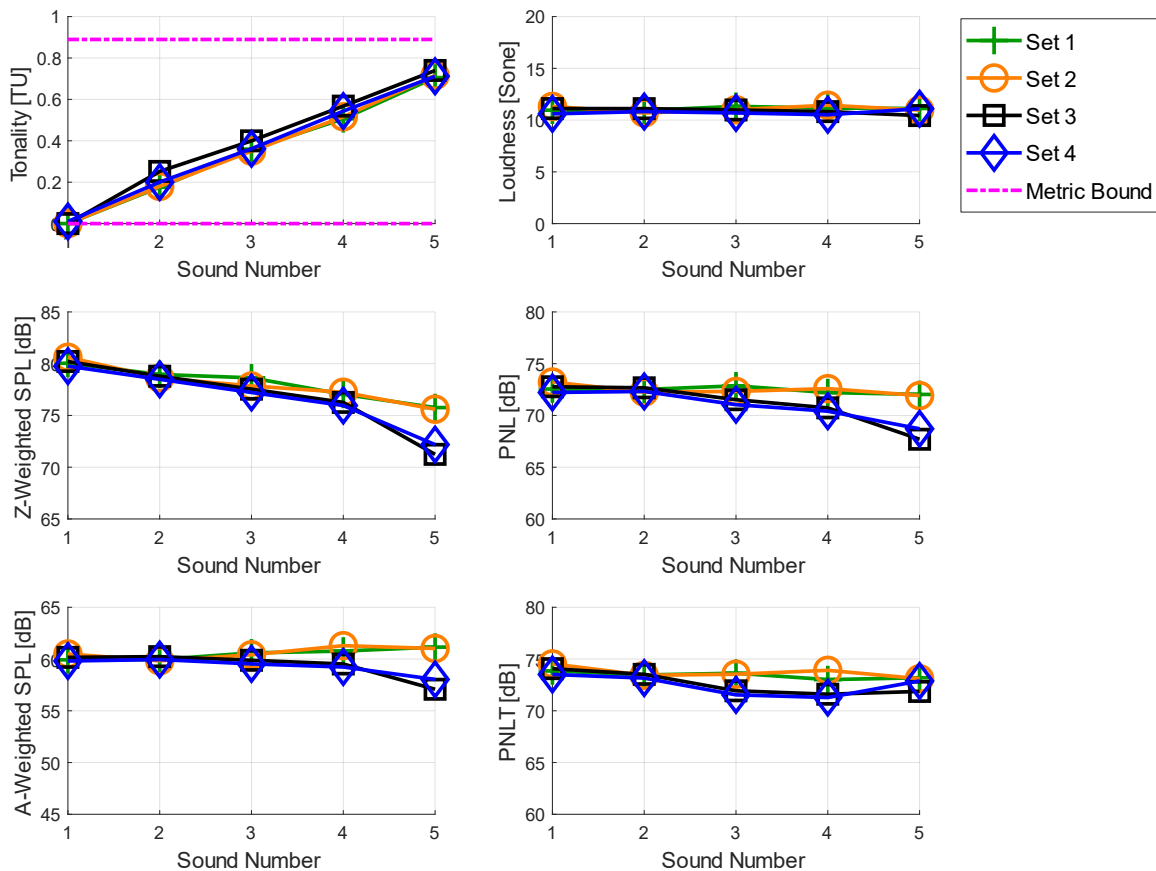 Tonality [TU]
1
0.8
0.6
0.4
0.2
0
1 2 3 4 5
Sound Number
Loudness [Sone]
20
15
10
5
0
1 2 3 4 5
Sound Number
Set 1
Set 2
Set 3
Set 4
Metric Bound
Z-Weighted SPL [dB]
85
80
75
70
65
1 2 3 4 5
Sound Number
PNL [dB]
80
75
70
65
60
1 2 3 4 5
Sound Number
A-Weighted SPL [dB]
65
60
55
50
45
1 2 3 4 5
Sound Number
PNLT [dB]
80
75
70
65
60
1 2 3 4 5
Sound Number